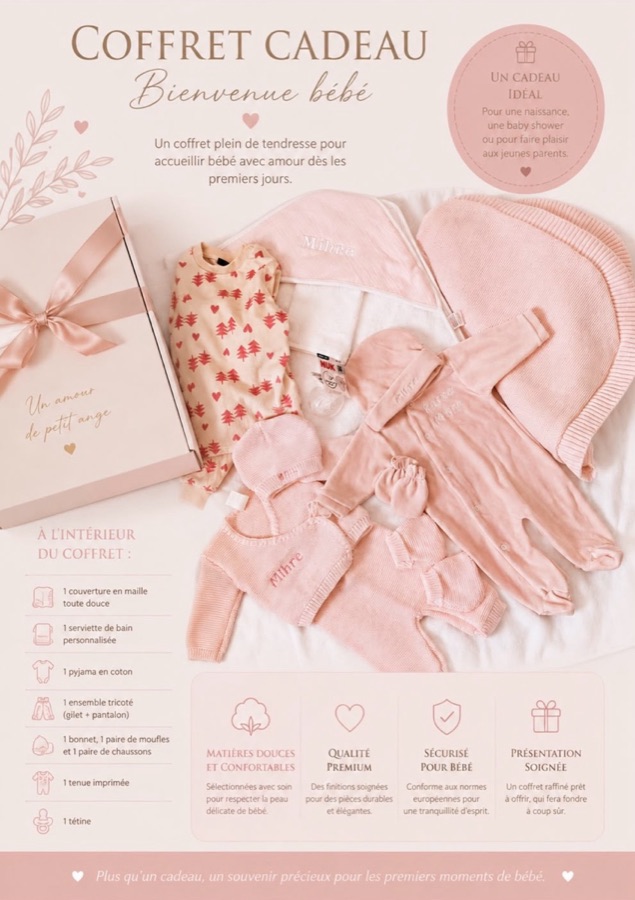 COFFRET CADEAU
Bienvenue bébé
Un coffret plein de tendresse pour
accueillir bébé avec amour dès les
premiers jours.
UN CADEAU
IDÉAL
Pour une naissance,
une baby shower
ou pour faire plaisir
aux jeunes parents.
Un amour
de petit ange
NUK
Mihre
À L'INTÉRIEUR
DU COFFRET :
1 couverture en maille
toute douce
1 serviette de bain
personnalisée
1 pyjama en coton
1 ensemble tricoté
(gilet + pantalon)
1 bonnet, 1 paire de moufles
et 1 paire de chaussons
1 tenue imprimée
1 tétine
MATIÈRES DOUCES
ET CONFORTABLES
Sélectionnées avec soin
pour respecter la peau
délicate de bébé.
QUALITÉ
PREMIUM
Des finitions soignées
pour des pièces durables
et élégantes.
SÉCURISÉ
POUR BÉBÉ
Conforme aux normes
européennes pour
une tranquillité d'esprit.
PRÉSENTATION
SOIGNÉE
Un coffret raffiné prêt
à offrir, qui fera fondre
à coup sûr.
Plus qu'un cadeau, un souvenir précieux pour les premiers moments de bébé.